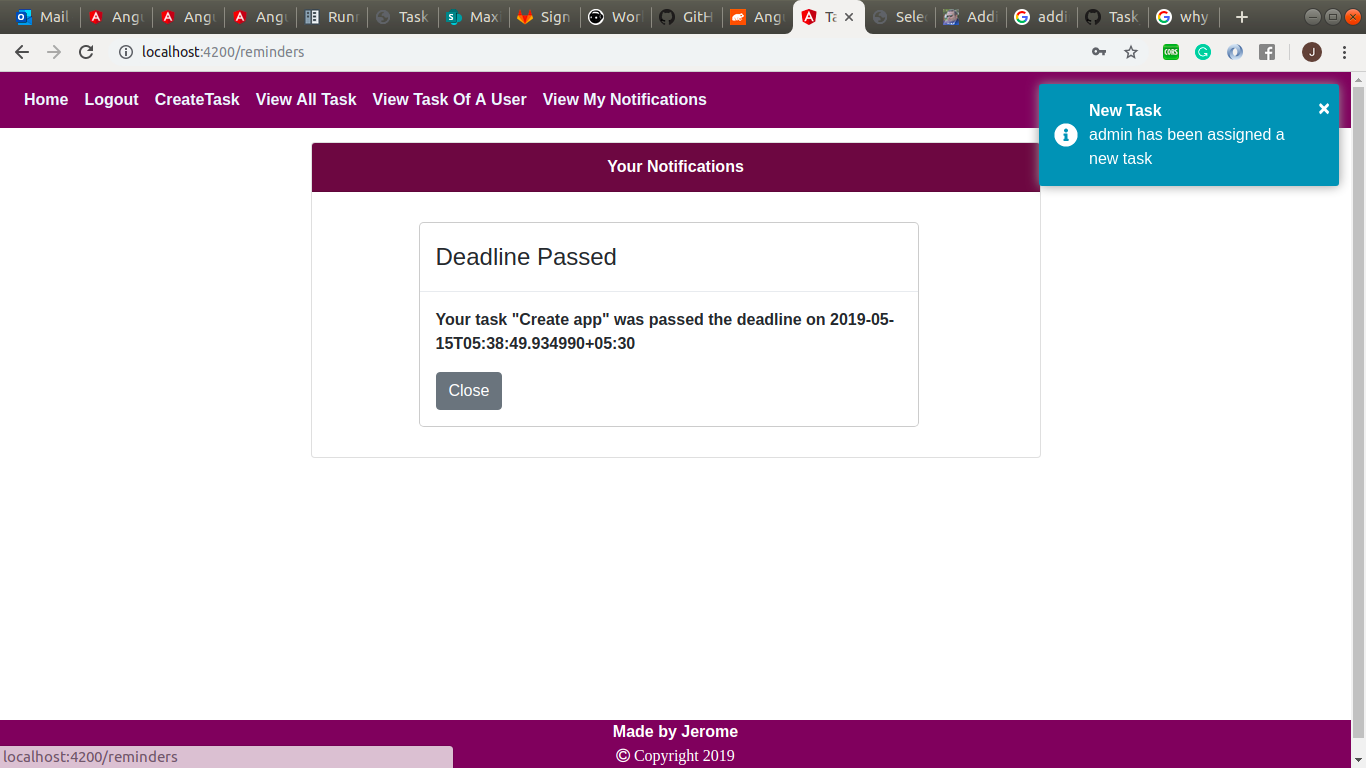 Mail Angu Angu Angu Runn Task Maxi Sign Wor GitH Angu Ta Sele Addi addi Task why
localhost:4200/reminders
CORS
J
Home Logout CreateTask View All Task View Task Of A User View My Notifications
New Task
admin has been assigned a
new task
Your Notifications
Deadline Passed
Your task "Create app" was passed the deadline on 2019-05-
15T05:38:49.934990+05:30
Close
Made by Jerome
© Copyright 2019
localhost:4200/reminders